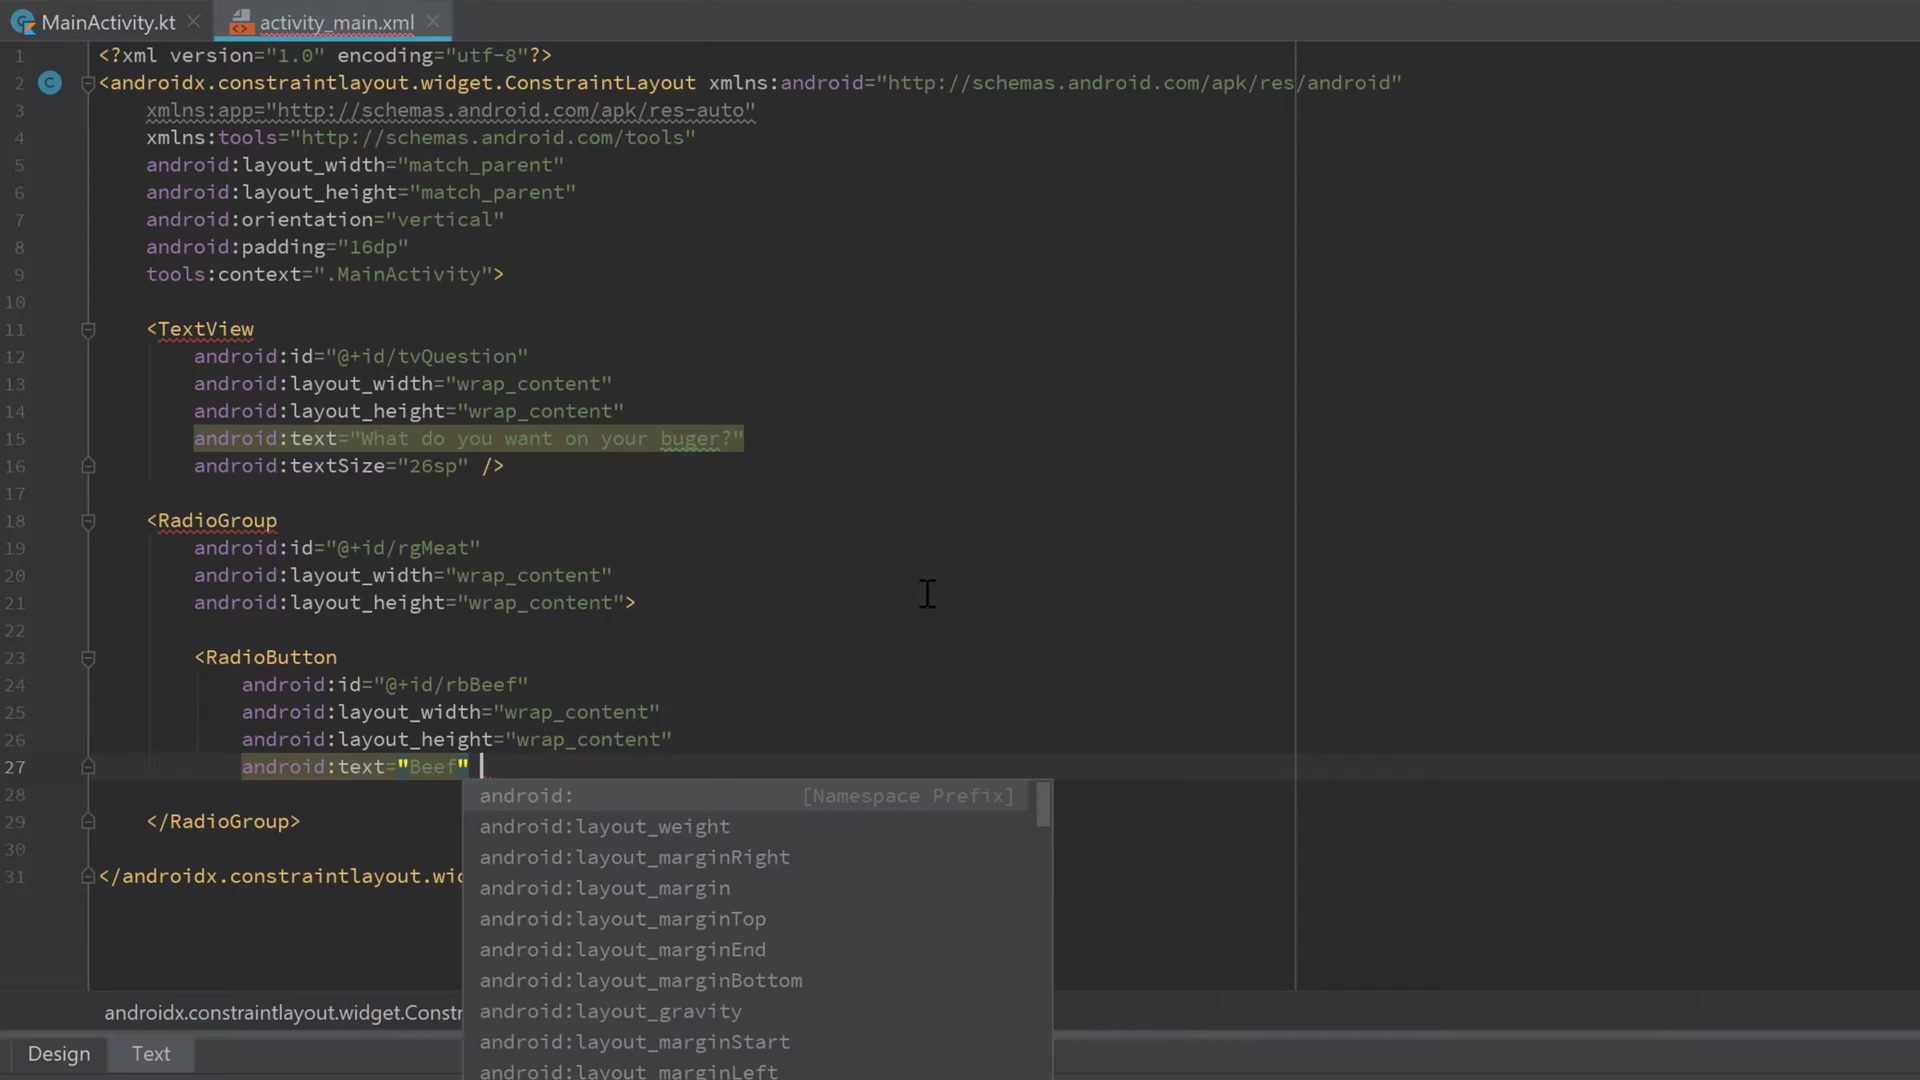 MainActivity.kt
activity_main.xml
1 <?xml version="1.0" encoding="utf-8"?>
2 <androidx.constraintlayout.widget.ConstraintLayout xmlns:android="http://schemas.android.com/apk/res/android"
3 xmlns:app="http://schemas.android.com/apk/res-auto"
4 xmlns:tools="http://schemas.android.com/tools"
5 android:layout_width="match_parent"
6 android:layout_height="match_parent"
7 android:orientation="vertical"
8 android:padding="16dp"
9 tools:context=".MainActivity">
10
11 <TextView
12 android:id="@+id/tvQuestion"
13 android:layout_width="wrap_content"
14 android:layout_height="wrap_content"
15 android:text="What do you want on your buger?"
16 android:textSize="26sp" />
17
18 <RadioGroup
19 android:id="@+id/rgMeat"
20 android:layout_width="wrap_content"
21 android:layout_height="wrap_content">
22
23 <RadioButton
24 android:id="@+id/rbBeef"
25 android:layout_width="wrap_content"
26 android:layout_height="wrap_content"
27 android:text="Beef"
28
29 </RadioGroup>
30
31 </androidx.constraintlayout.wid
android: [Namespace Prefix]
android:layout_weight
android:layout_marginRight
android:layout_margin
android:layout_marginTop
android:layout_marginEnd
android:layout_marginBottom
android:layout_gravity
android:layout_marginStart
android:layout_marginLeft
androidx.constraintlayout.widget.Constr
Design Text